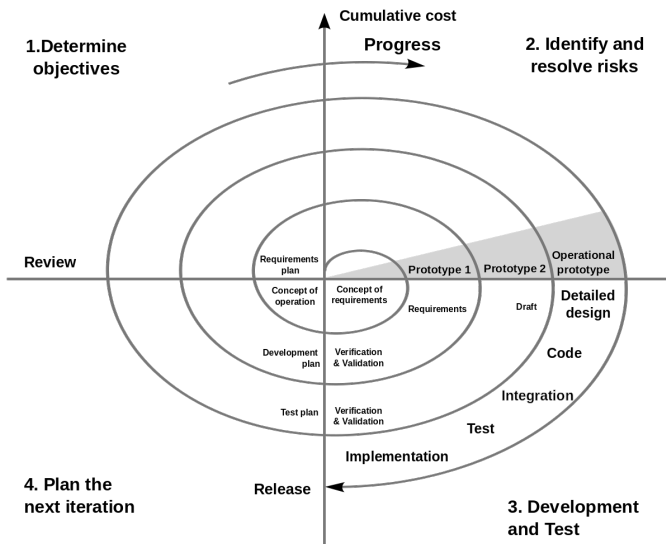 Cumulative cost
Progress
1.Determine
objectives
2. Identify and
resolve risks
Review
Requirements
plan
Prototype 1
Prototype 2
Operational
prototype
Concept of
operation
Concept of
requirements
Requirements
Draft
Detailed
design
Development
plan
Verification
& Validation
Code
Integration
Test plan
Verification
& Validation
Test
Implementation
4. Plan the
next iteration
Release
3. Development
and Test